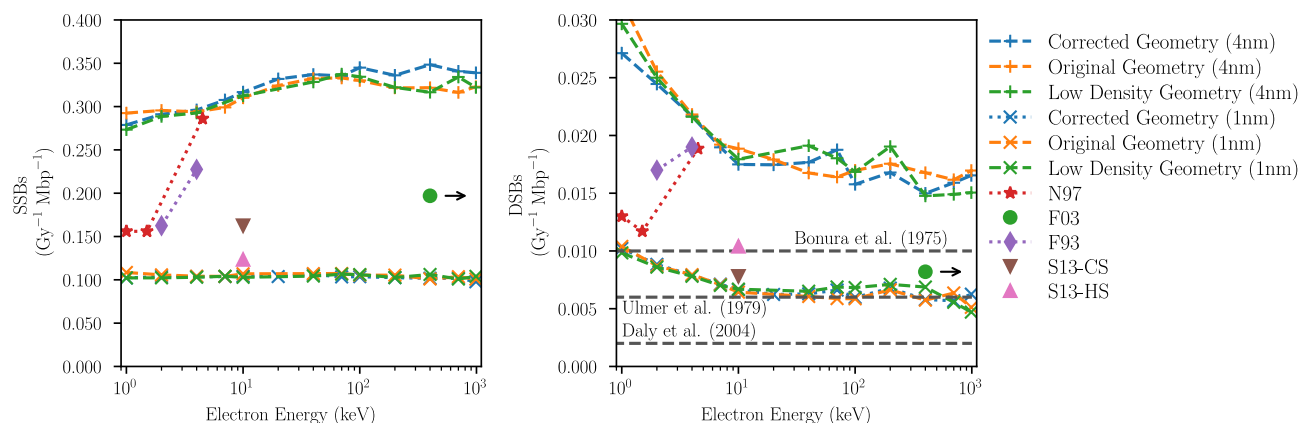 0.400
0.350
0.300
0.250
0.200
0.150
0.100
0.050
0.000
SSBs
(Gy⁻¹ Mbp⁻¹)
10⁰
10¹
10²
10³
Electron Energy (keV)
0.030
0.025
0.020
0.015
0.010
0.005
0.000
DSBs
(Gy⁻¹ Mbp⁻¹)
Bonura et al. (1975)
Ulmer et al. (1979)
Daly et al. (2004)
10⁰
10¹
10²
10³
Electron Energy (keV)
Corrected Geometry (4nm)
Original Geometry (4nm)
Low Density Geometry (4nm)
Corrected Geometry (1nm)
Original Geometry (1nm)
Low Density Geometry (1nm)
N97
F03
F93
S13-CS
S13-HS